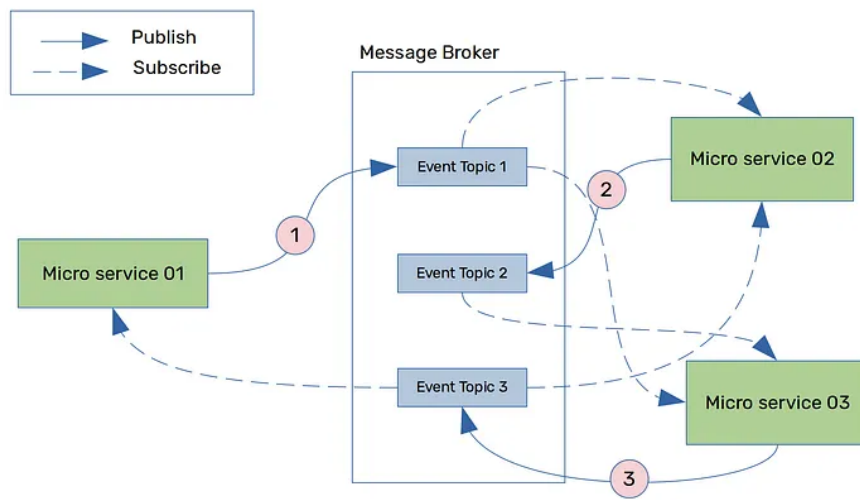 Publish
Subscribe
Message Broker
Event Topic 1
Micro service 02
2
1
Micro service 01
Event Topic 2
Event Topic 3
Micro service 03
3